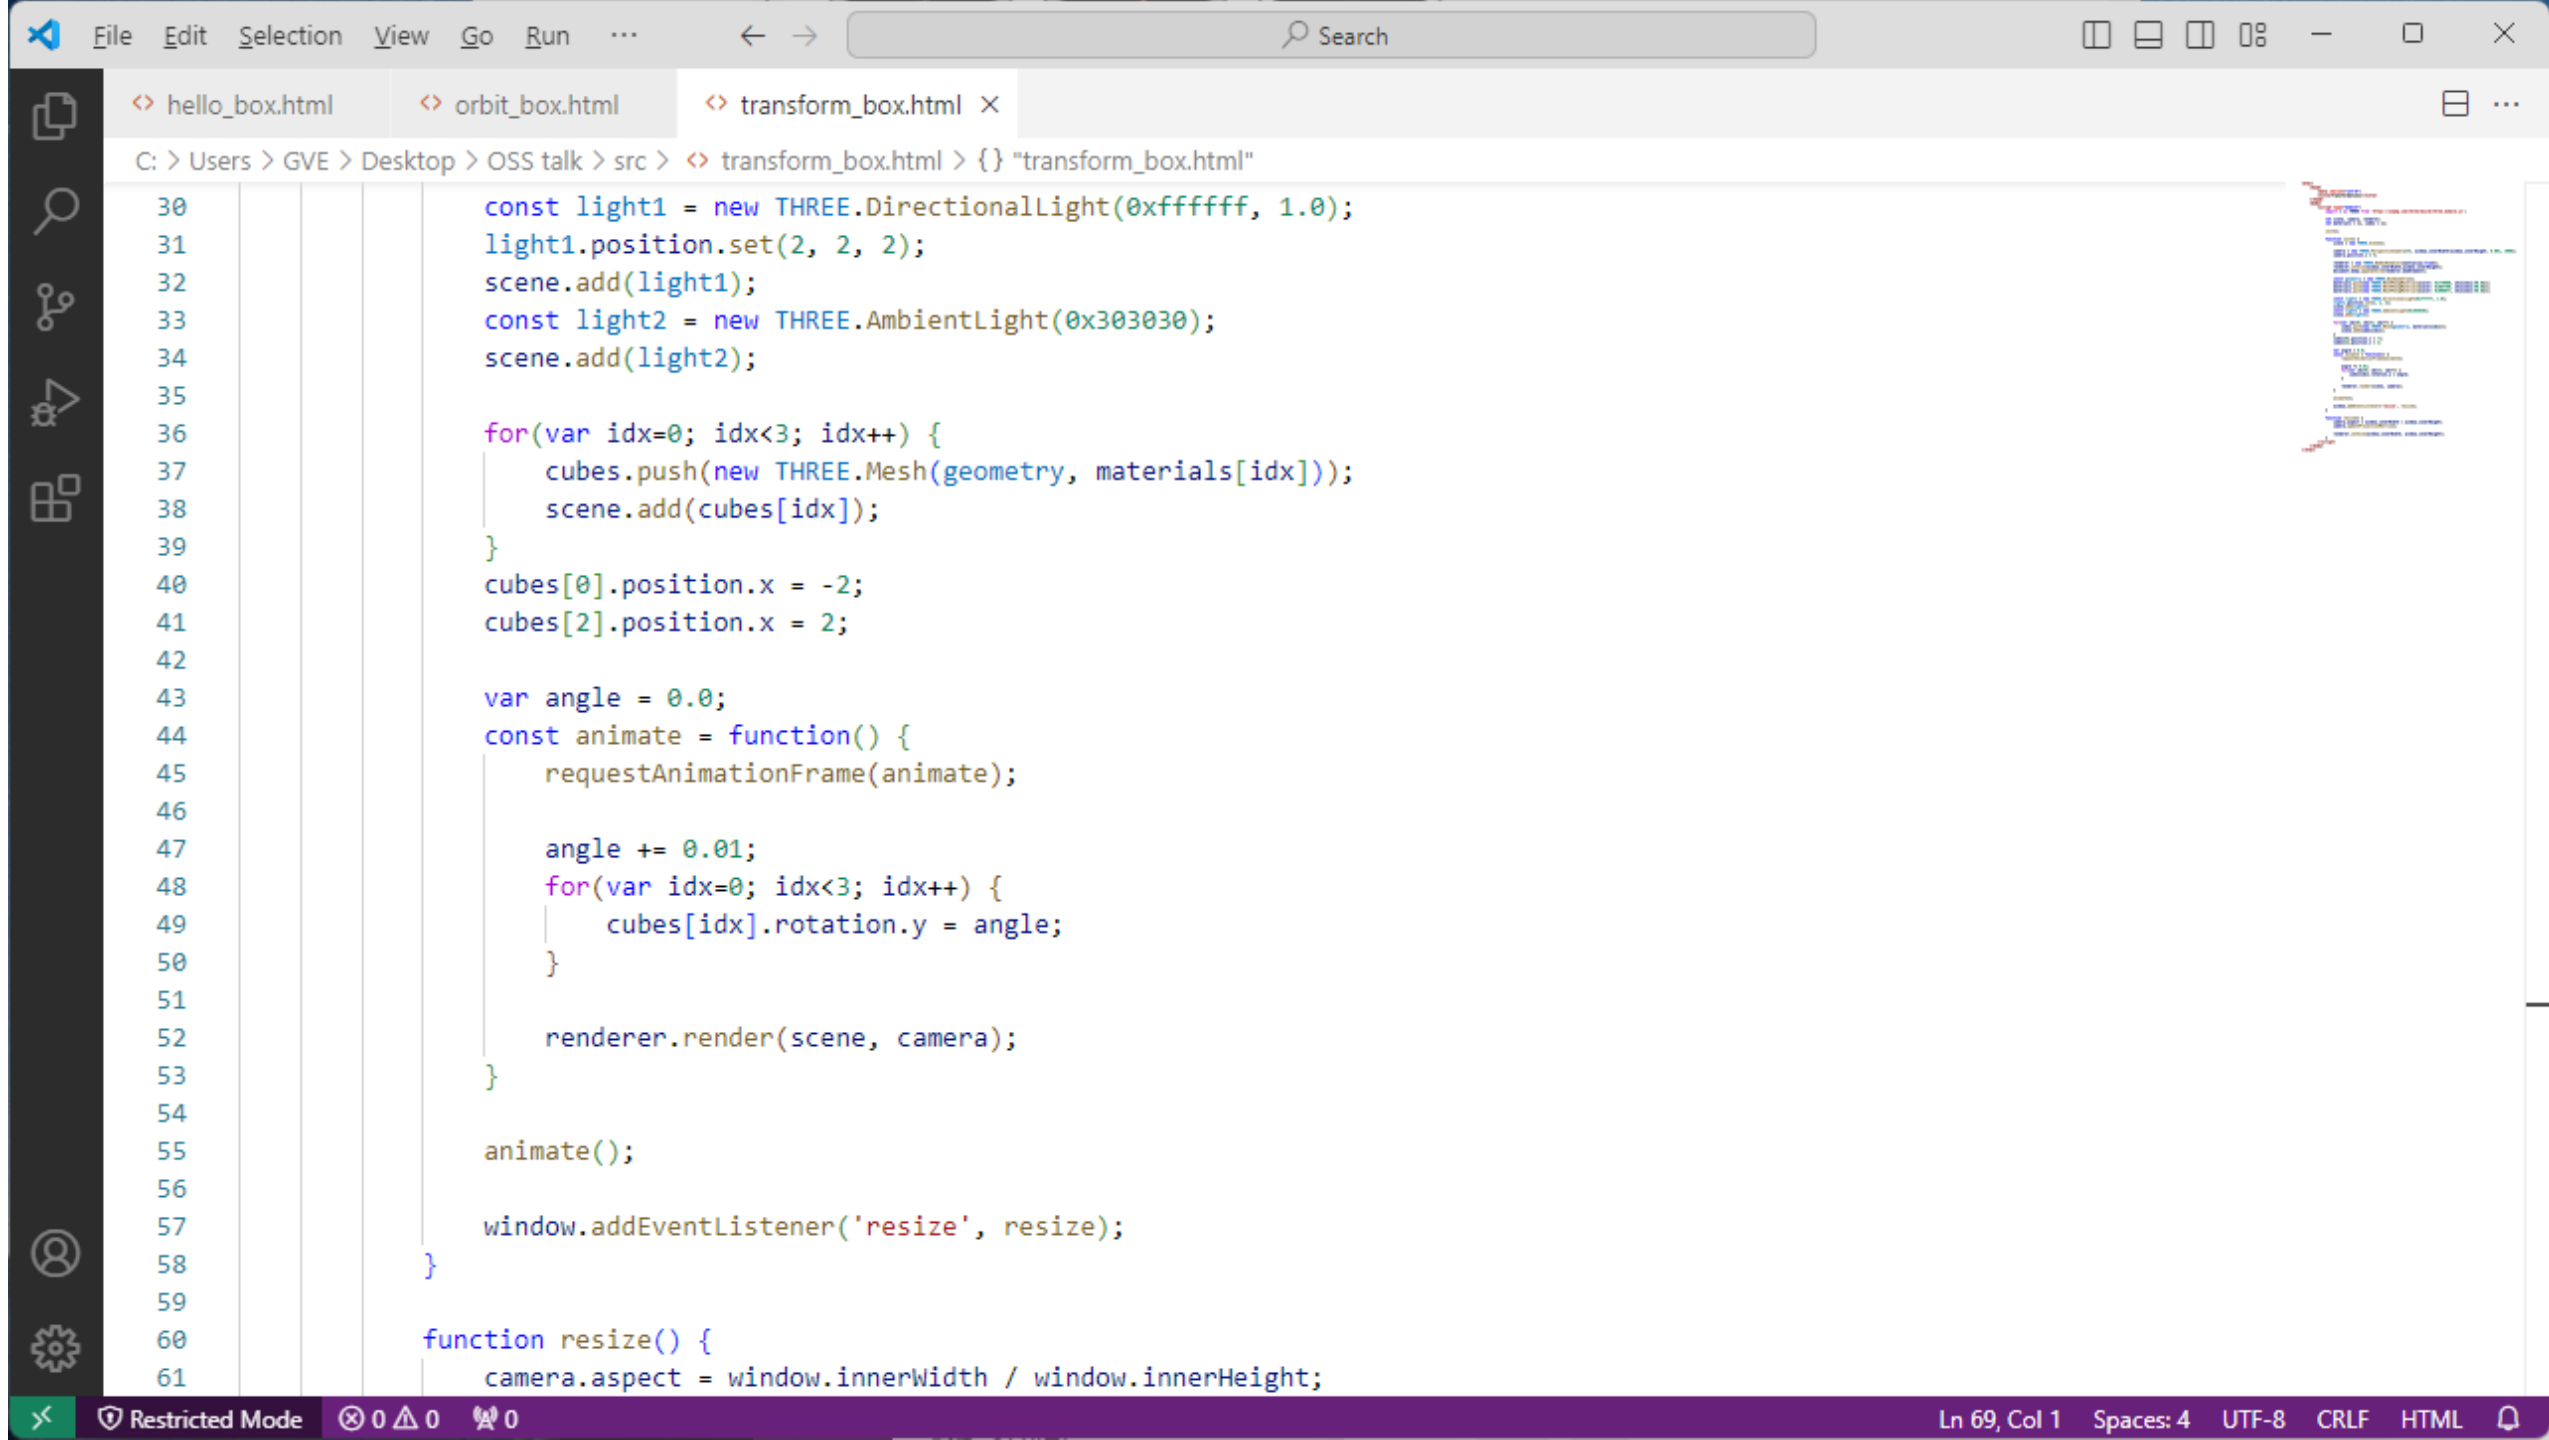 File Edit Selection View Go Run ··· Search
hello_box.html orbit_box.html transform_box.html
C: > Users > GVE > Desktop > OSS talk > src > <> transform_box.html > {} "transform_box.html"
30 const light1 = new THREE.DirectionalLight(0xffffff, 1.0);
31 light1.position.set(2, 2, 2);
32 scene.add(light1);
33 const light2 = new THREE.AmbientLight(0x303030);
34 scene.add(light2);
35
36 for(var idx=0; idx<3; idx++) {
37 cubes.push(new THREE.Mesh(geometry, materials[idx]));
38 scene.add(cubes[idx]);
39 }
40 cubes[0].position.x = -2;
41 cubes[2].position.x = 2;
42
43 var angle = 0.0;
44 const animate = function() {
45 requestAnimationFrame(animate);
46
47 angle += 0.01;
48 for(var idx=0; idx<3; idx++) {
49 cubes[idx].rotation.y = angle;
50 }
51
52 renderer.render(scene, camera);
53 }
54
55 animate();
56
57 window.addEventListener('resize', resize);
58 }
59
60 function resize() {
61 camera.aspect = window.innerWidth / window.innerHeight;
Restricted Mode 0 0 0 Ln 69, Col 1 Spaces: 4 UTF-8 CRLF HTML